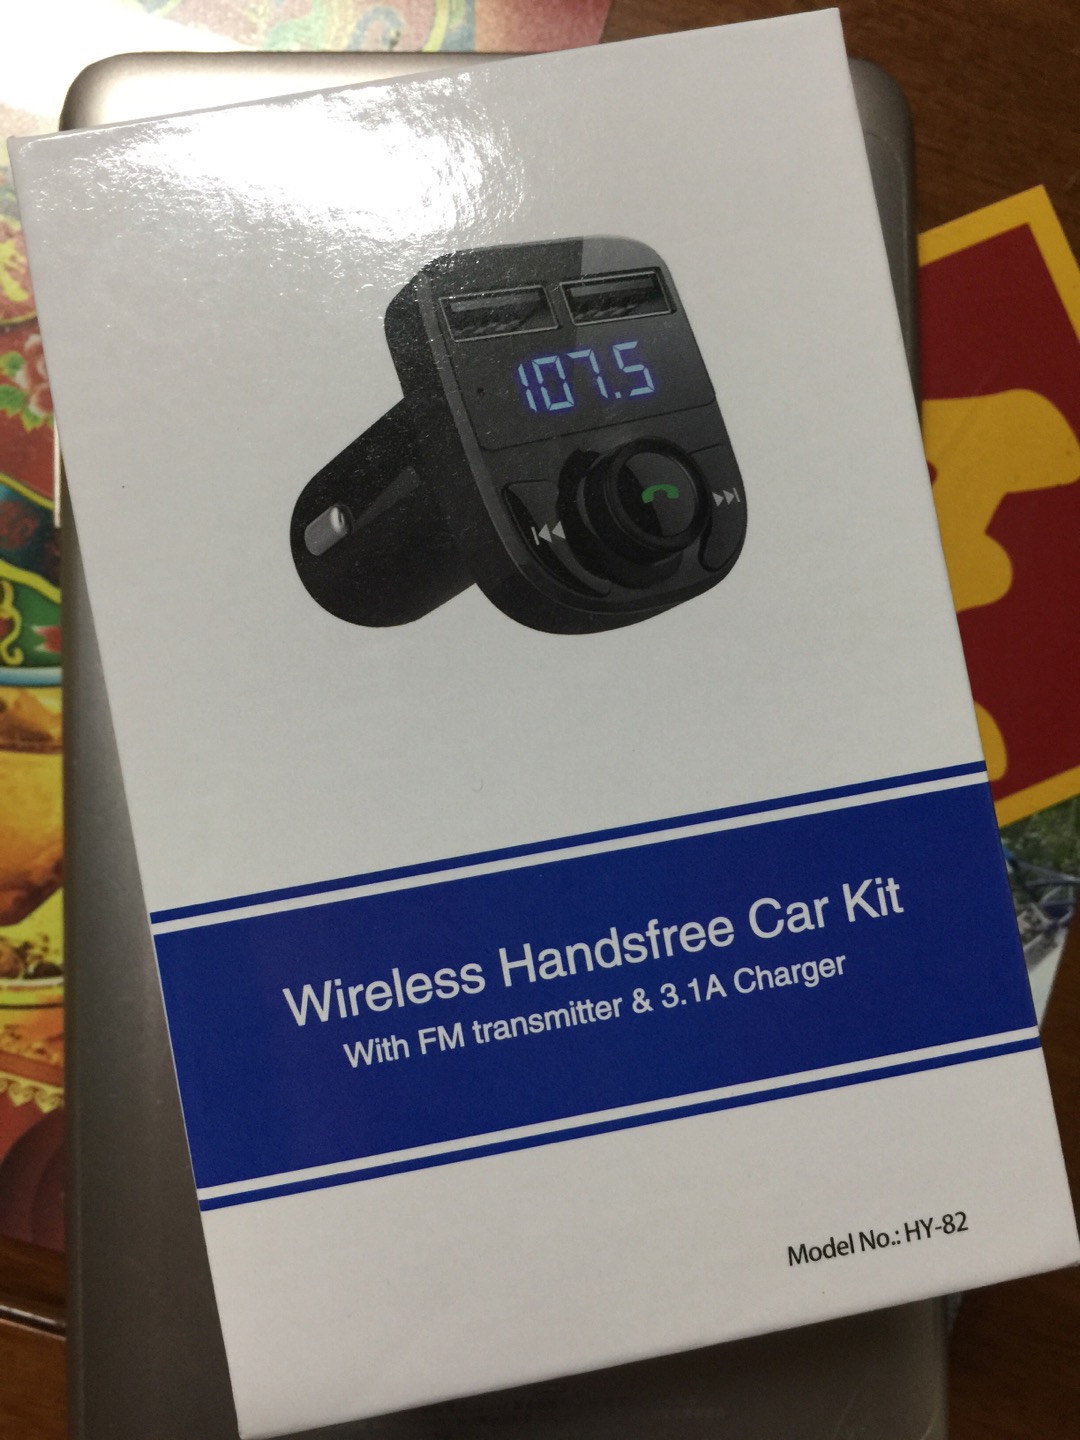 107.5
Wireless Handsfree Car Kit
With FM transmitter & 3.1A Charger
Model No.: HY-82